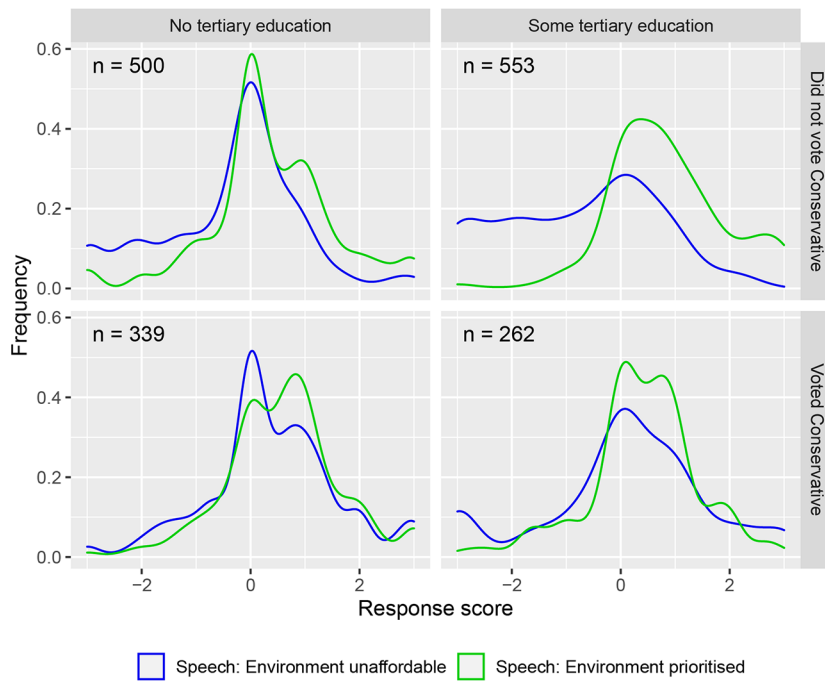 No tertiary education Some tertiary education
0.6
n = 500 n = 553
Did not vote Conservative
0.4
0.2
0.0
Frequency
0.6
n = 339 n = 262
Voted Conservative
0.4
0.2
0.0
−2 0 2 −2 0 2
Response score
Speech: Environment unaffordable Speech: Environment prioritised